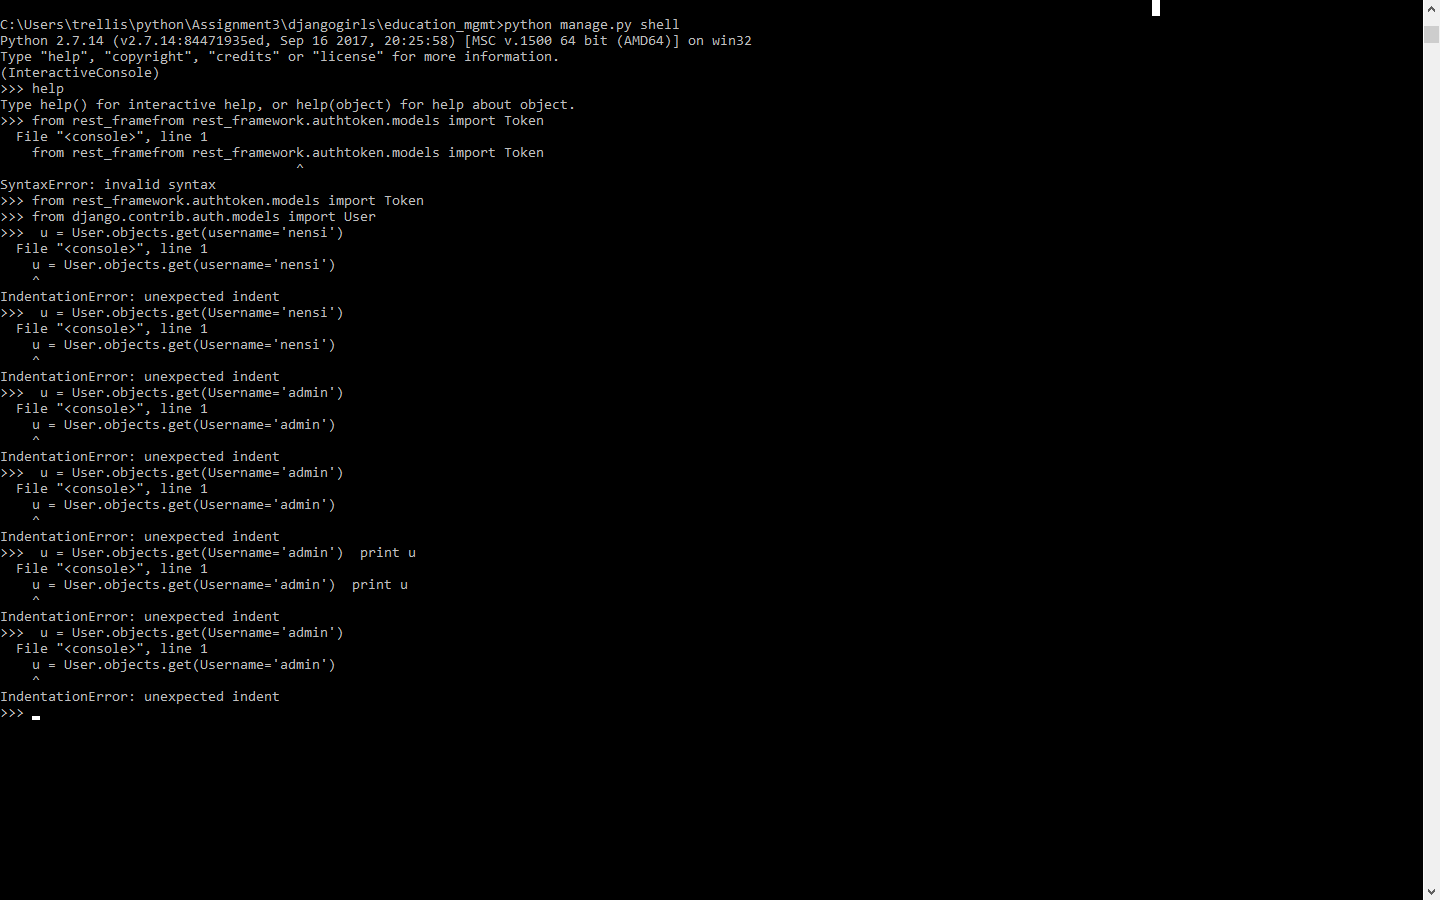 C:\Users\trellis\python\Assignment3\djangogirls\education_mgmt>python manage.py shell
Python 2.7.14 (v2.7.14:84471935ed, Sep 16 2017, 20:25:58) [MSC v.1500 64 bit (AMD64)] on win32
Type "help", "copyright", "credits" or "license" for more information.
(InteractiveConsole)
>>> help
Type help() for interactive help, or help(object) for help about object.
>>> from rest_framefrom rest_framework.authtoken.models import Token
  File "<console>", line 1
    from rest_framefrom rest_framework.authtoken.models import Token
                                     ^
SyntaxError: invalid syntax
>>> from rest_framework.authtoken.models import Token
>>> from django.contrib.auth.models import User
>>>  u = User.objects.get(username='nensi')
  File "<console>", line 1
    u = User.objects.get(username='nensi')
    ^
IndentationError: unexpected indent
>>>  u = User.objects.get(Username='nensi')
  File "<console>", line 1
    u = User.objects.get(Username='nensi')
    ^
IndentationError: unexpected indent
>>>  u = User.objects.get(Username='admin')
  File "<console>", line 1
    u = User.objects.get(Username='admin')
    ^
IndentationError: unexpected indent
>>>  u = User.objects.get(Username='admin')
  File "<console>", line 1
    u = User.objects.get(Username='admin')
    ^
IndentationError: unexpected indent
>>>  u = User.objects.get(Username='admin')  print u
  File "<console>", line 1
    u = User.objects.get(Username='admin')  print u
    ^
IndentationError: unexpected indent
>>>  u = User.objects.get(Username='admin')
  File "<console>", line 1
    u = User.objects.get(Username='admin')
    ^
IndentationError: unexpected indent
>>>